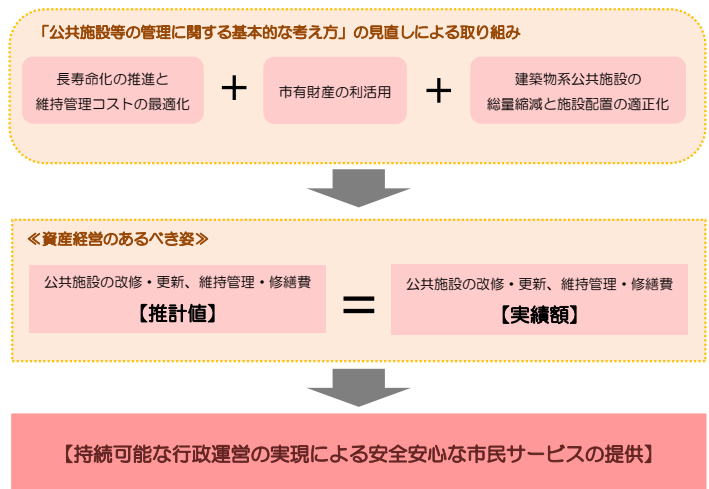 「公共施設等の管理に関する基本的な考え方」の見直しによる取り組み
長寿命化の推進と
維持管理コストの最適化
＋
市有財産の利活用
＋
建築物系公共施設の
総量縮減と施設配置の適正化
≪資産経営のあるべき姿≫
公共施設の改修・更新、維持管理・修繕費
【推計値】
＝
公共施設の改修・更新、維持管理・修繕費
【実績額】
【持続可能な行政運営の実現による安全安心な市民サービスの提供】